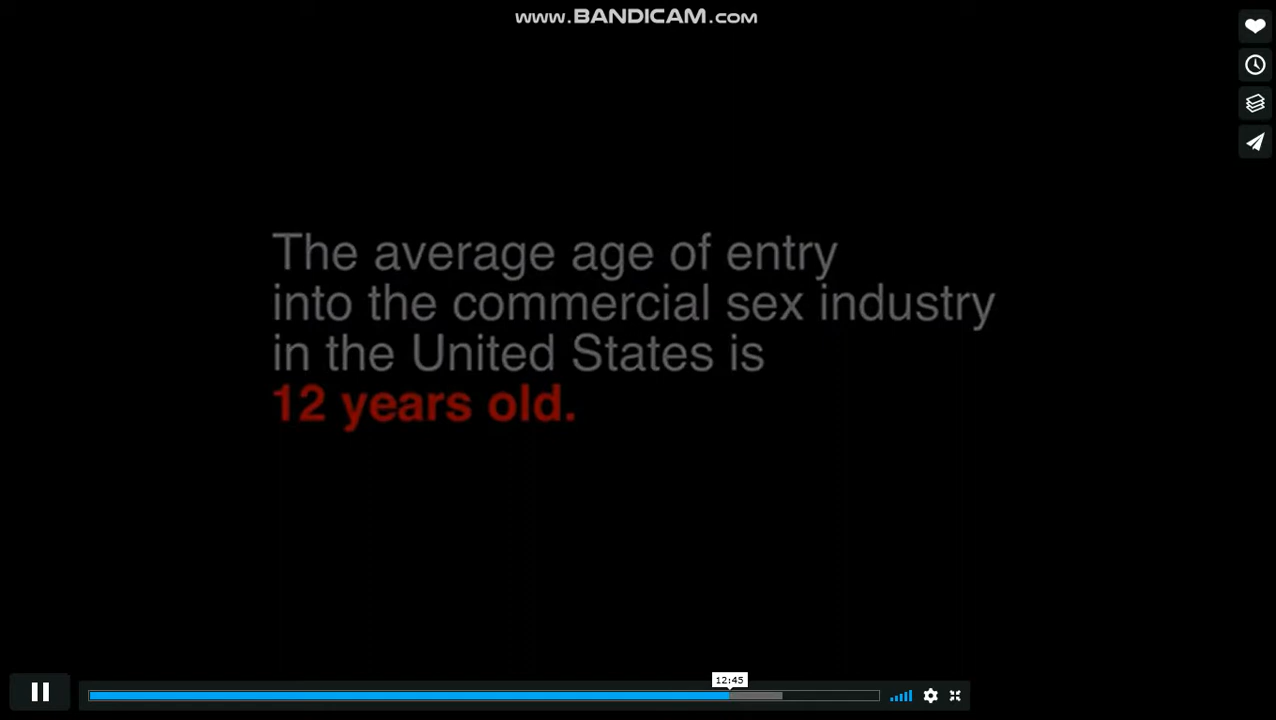 www.BANDICAM.com
The average age of entry
into the commercial sex industry
in the United States is
12 years old.
12:45